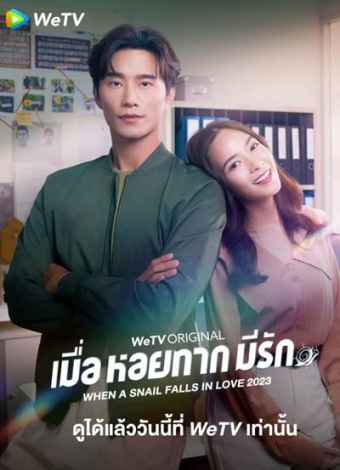 WeTV
WeTV ORIGINAL
เมื่อ หอยทาก มีรัก
WHEN A SNAIL FALLS IN LOVE 2023
ดูได้แล้ววันนี้ที่ WeTV เท่านั้น